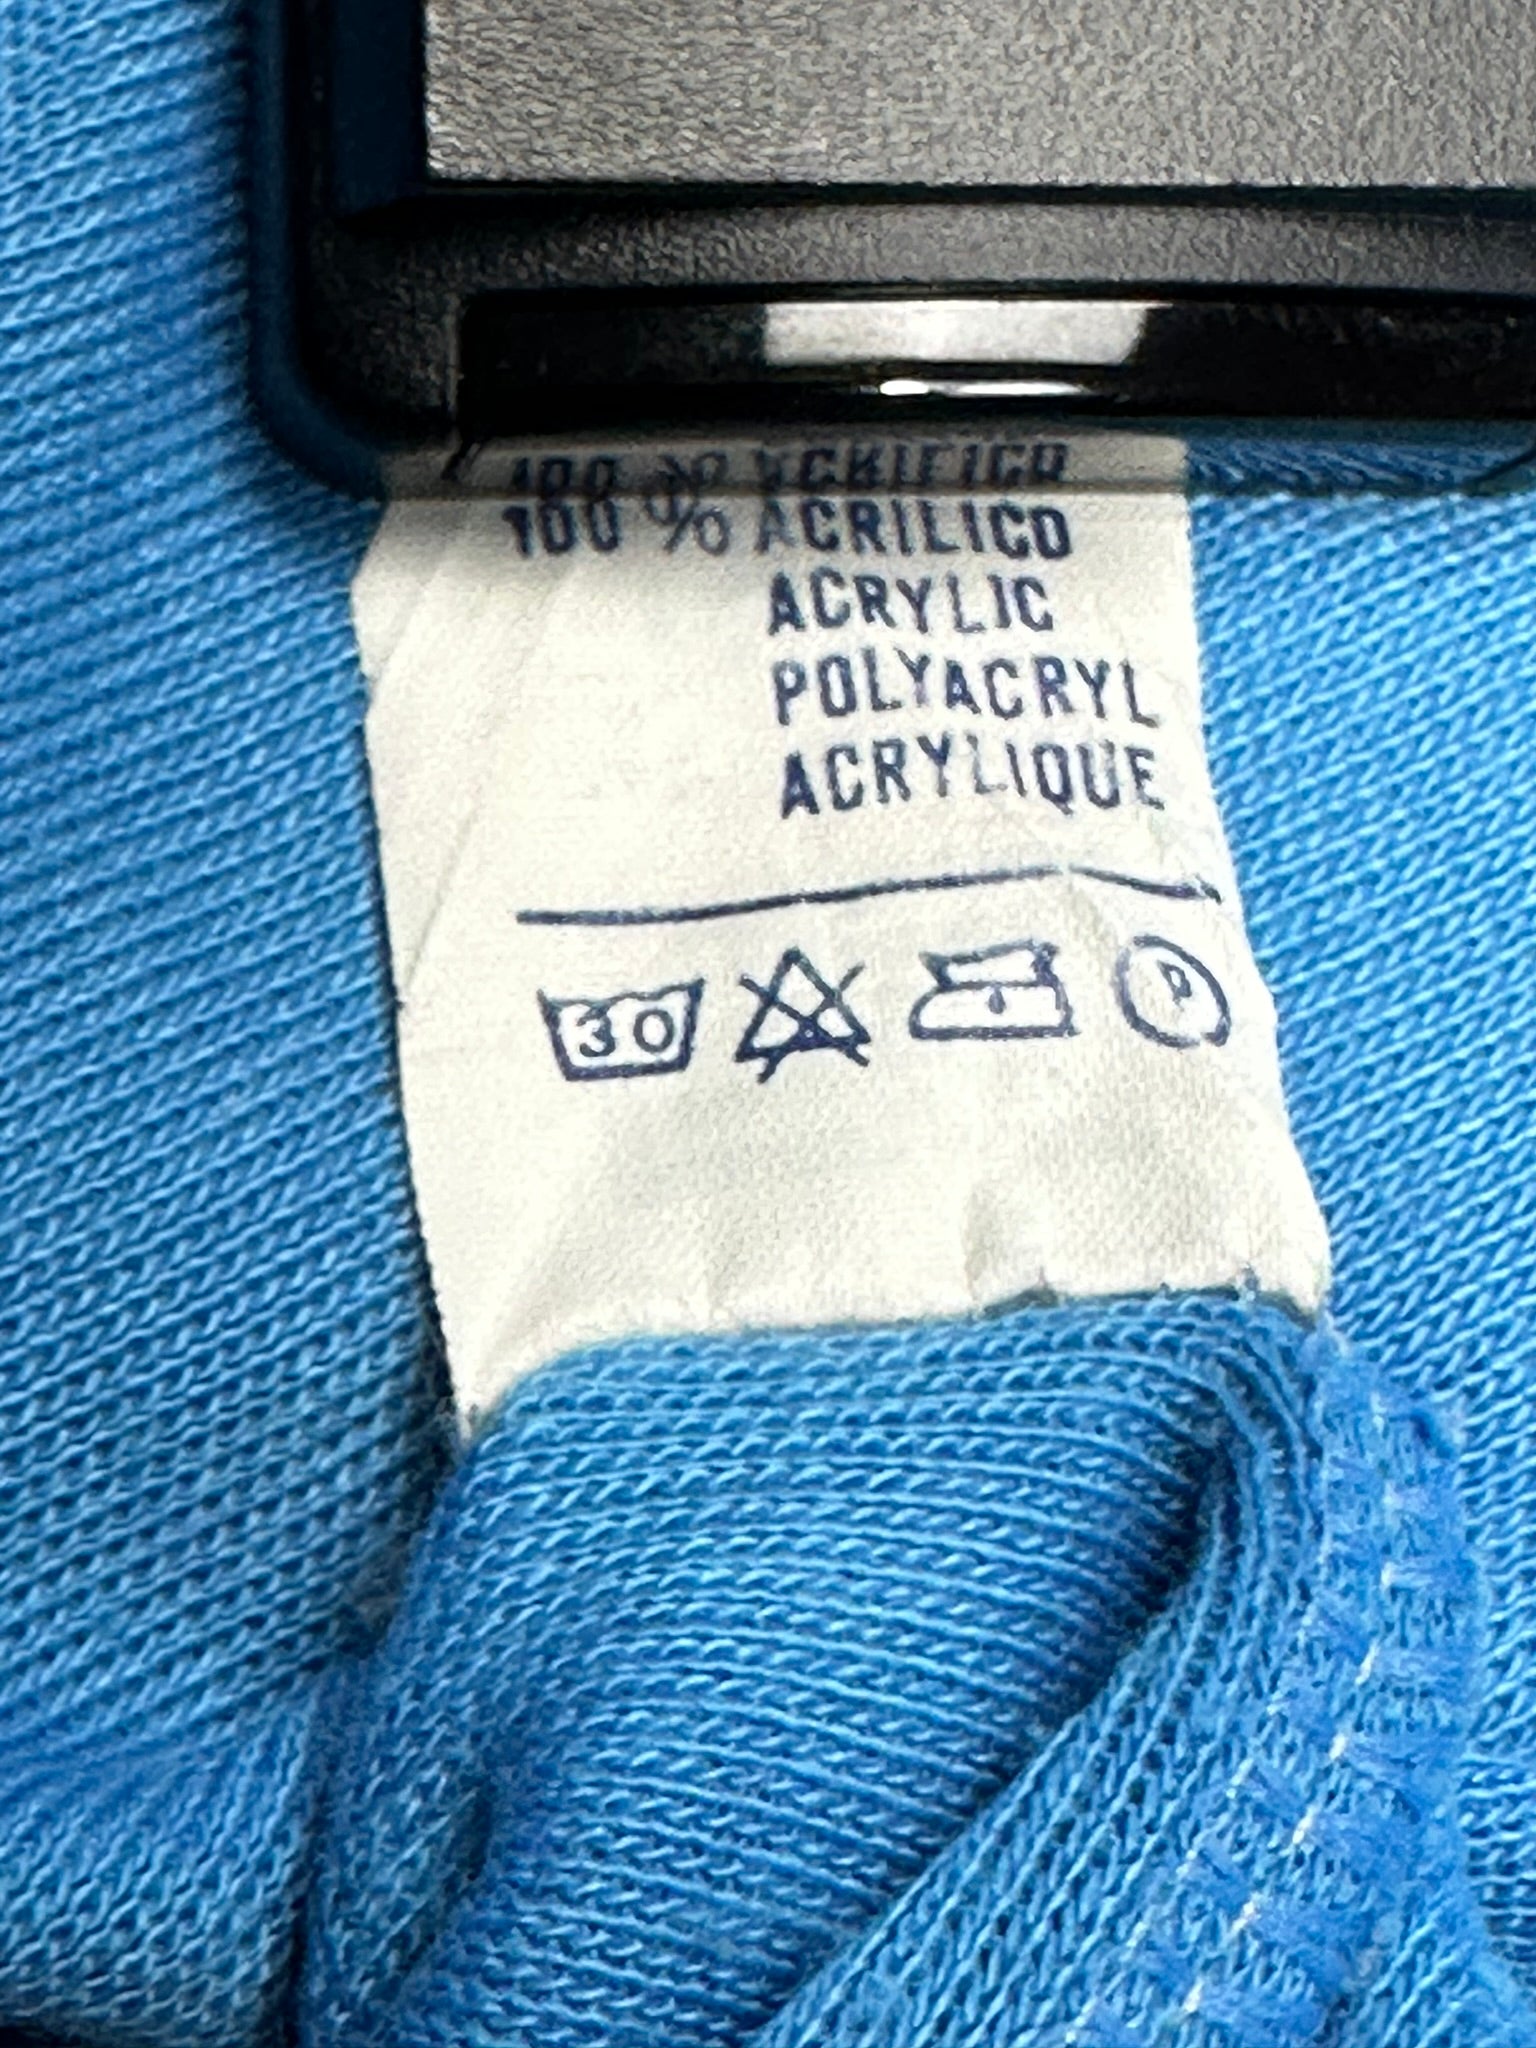 100 % ACRILICO
ACRYLIC
POLYACRYL
ACRYLIQUE
30
P